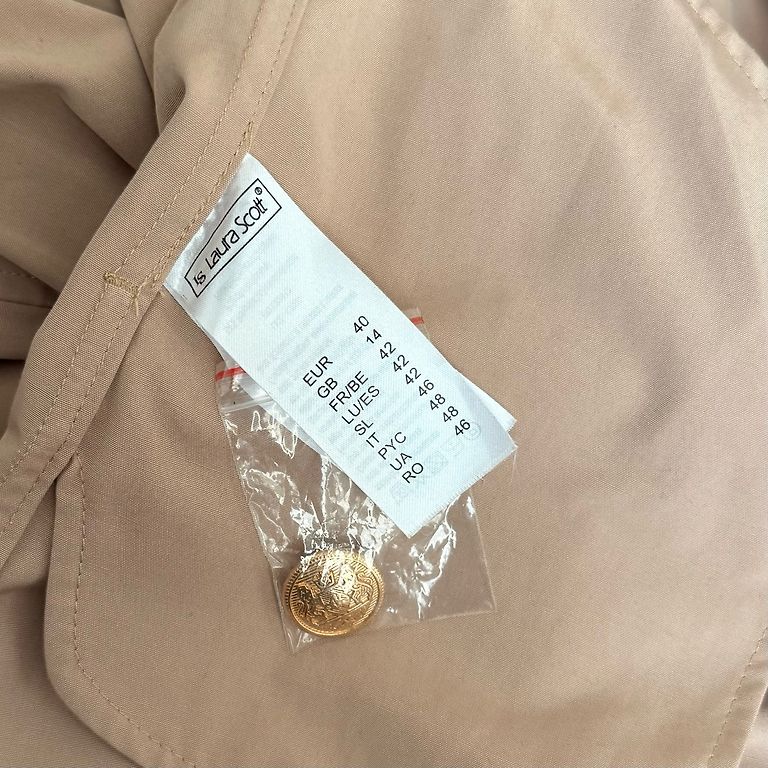 Ls Laura Scott®
EUR 40
GB 14
FR/BE 42
LU/ES 42
SL 42
IT 46
PYC 48
UA 48
RO 46